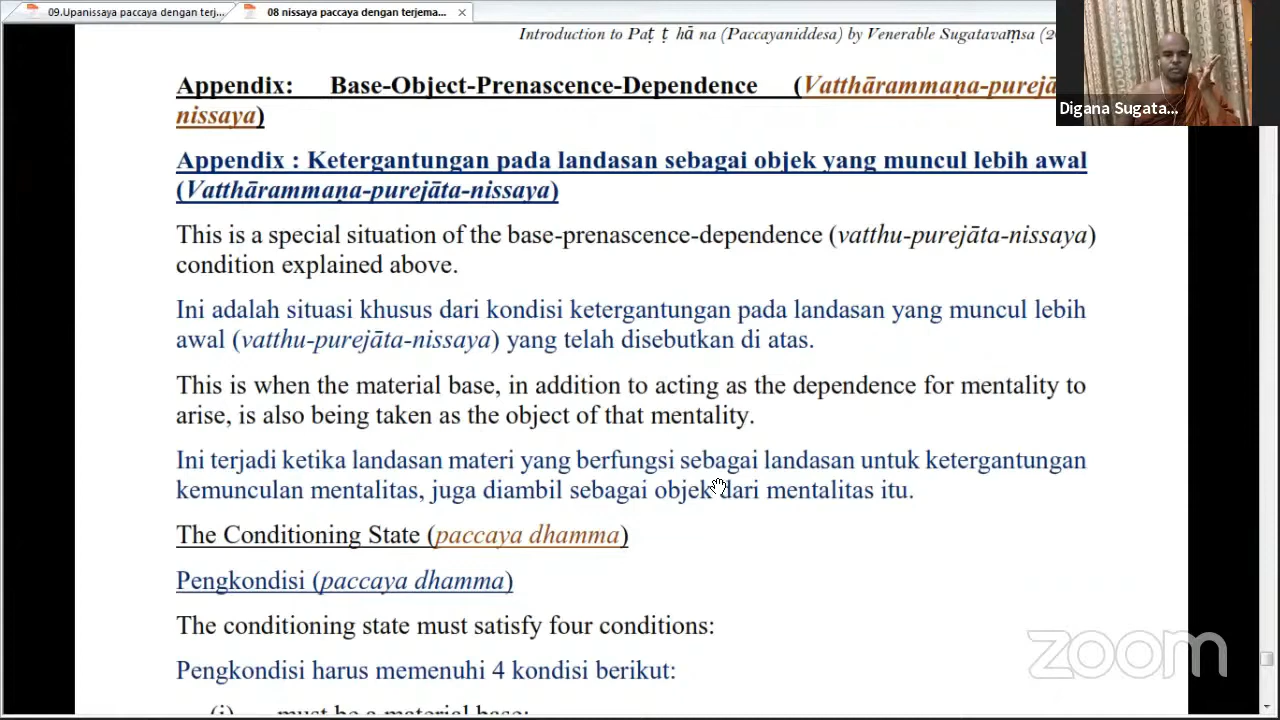 09.Upanissaya paccaya dengan terj...
08 nissaya paccaya dengan terjema...
Introduction to Paṭ ṭ hā na (Paccayaniddesa) by Venerable Sugatavaṃsa (20
Digana Sugata...
Appendix: Base-Object-Prenascence-Dependence (Vatthārammaṇa-purejā
nissaya)
Appendix : Ketergantungan pada landasan sebagai objek yang muncul lebih awal
(Vatthārammaṇa-purejāta-nissaya)
This is a special situation of the base-prenascence-dependence (vatthu-purejāta-nissaya)
condition explained above.
Ini adalah situasi khusus dari kondisi ketergantungan pada landasan yang muncul lebih
awal (vatthu-purejāta-nissaya) yang telah disebutkan di atas.
This is when the material base, in addition to acting as the dependence for mentality to
arise, is also being taken as the object of that mentality.
Ini terjadi ketika landasan materi yang berfungsi sebagai landasan untuk ketergantungan
kemunculan mentalitas, juga diambil sebagai objek dari mentalitas itu.
The Conditioning State (paccaya dhamma)
Pengkondisi (paccaya dhamma)
The conditioning state must satisfy four conditions:
Pengkondisi harus memenuhi 4 kondisi berikut:
(i) must be a material base;
zoom